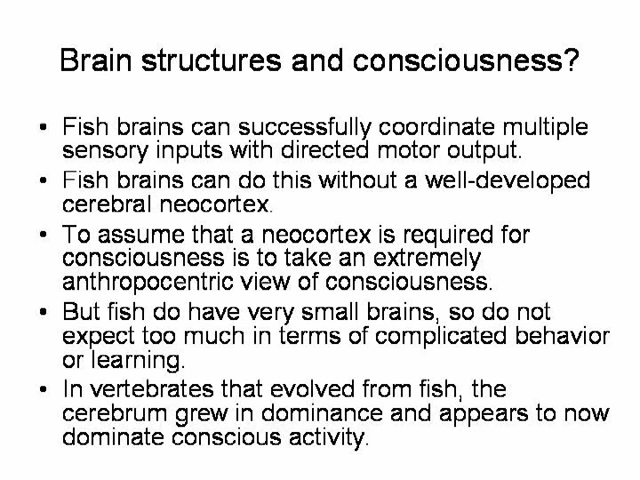 Brain structures and consciousness?
• Fish brains can successfully coordinate multiple
sensory inputs with directed motor output.
• Fish brains can do this without a well-developed
cerebral neocortex.
• To assume that a neocortex is required for
consciousness is to take an extremely
anthropocentric view of consciousness.
• But fish do have very small brains, so do not
expect too much in terms of complicated behavior
or learning.
• In vertebrates that evolved from fish, the
cerebrum grew in dominance and appears to now
dominate conscious activity.